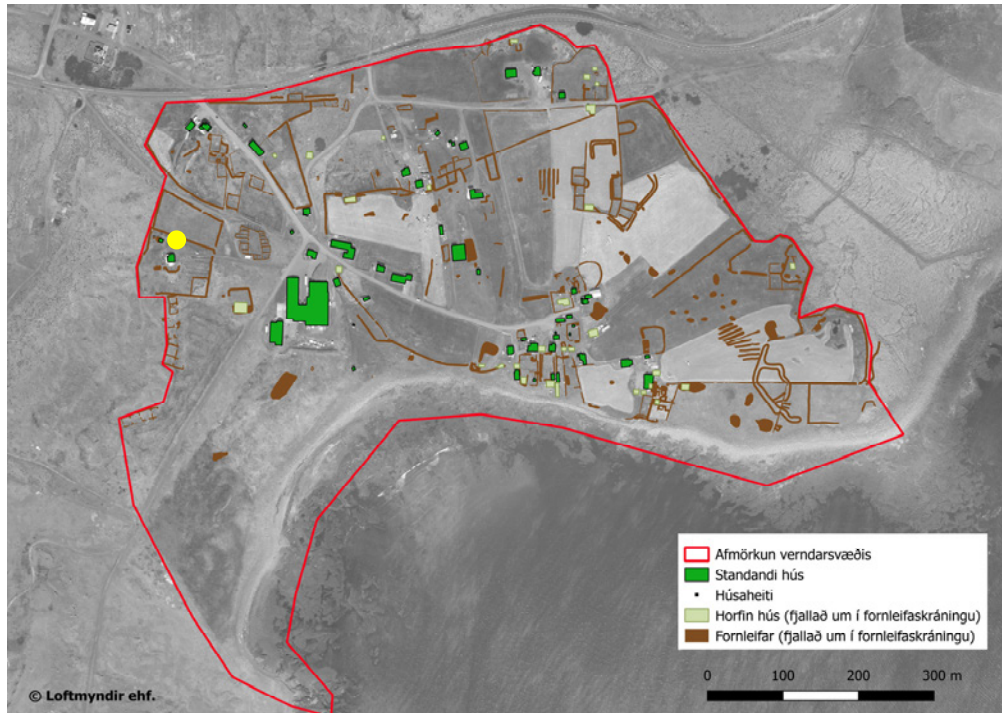 Afmörkun verndarsvæðis
Standandi hús
Húsaheiti
Horfin hús (fjallað um í fornleifaskráningu)
Fornleifar (fjallað um í fornleifaskráningu)
0 100 200 300 m
© Loftmyndir ehf.